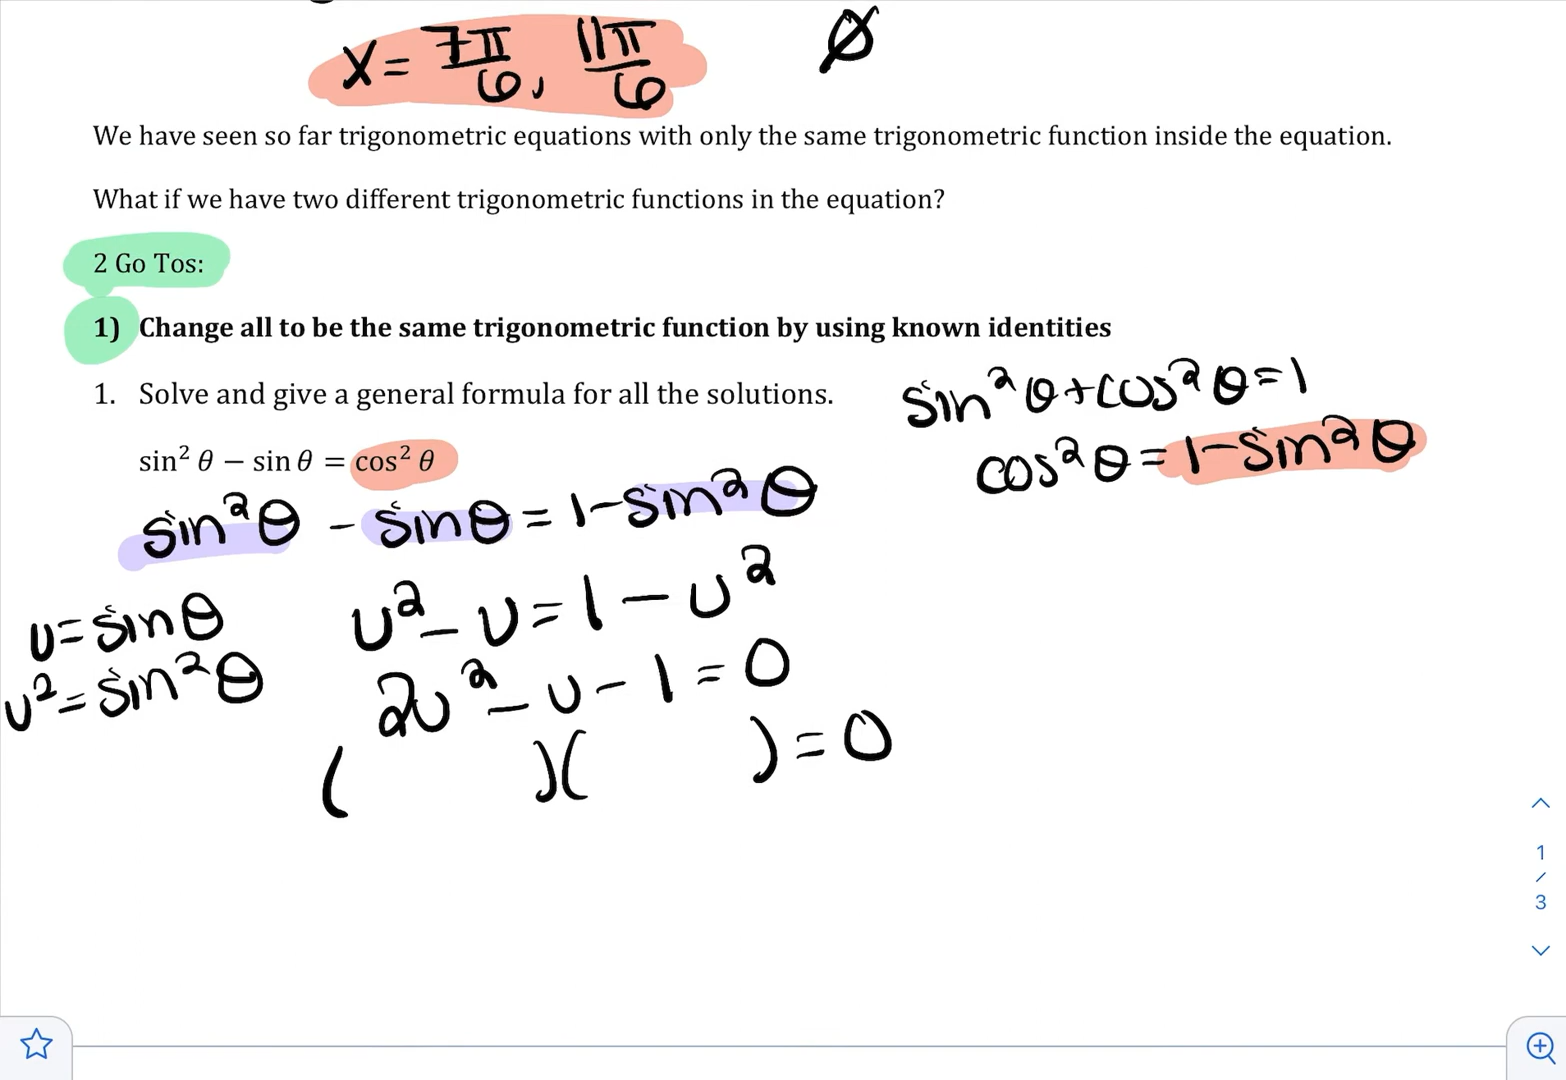 x = 7π/6, 11π/6 ∅
We have seen so far trigonometric equations with only the same trigonometric function inside the equation.
What if we have two different trigonometric functions in the equation?
2 Go Tos:
1) Change all to be the same trigonometric function by using known identities
1. Solve and give a general formula for all the solutions.
sin²θ+cos²θ=1
sin² θ − sin θ = cos² θ
cos²θ=1-sin²θ
sin²θ - sinθ = 1-sin²θ
u=sinθ
u²-u=1-u²
u²=sin²θ
2u²-u-1=0
( )( )=0
1
/
3